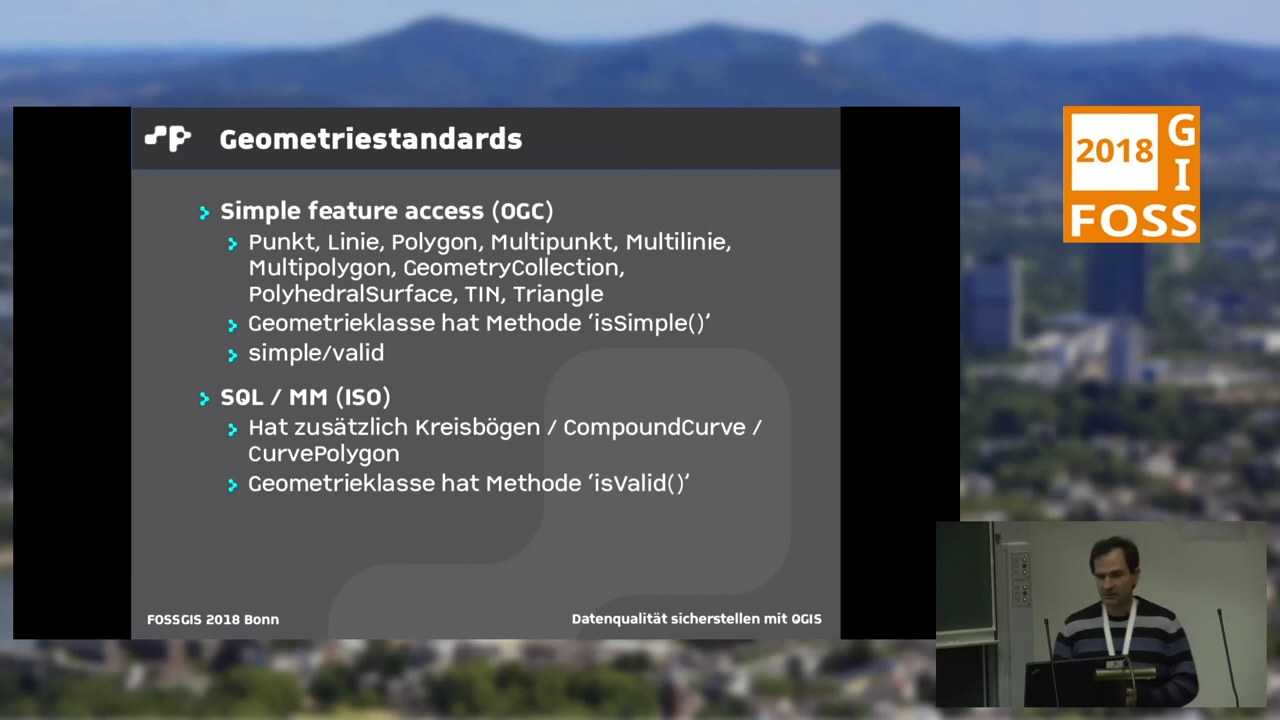 Geometriestandards
Simple feature access (OGC)
Punkt, Linie, Polygon, Multipunkt, Multilinie,
Multipolygon, GeometryCollection,
PolyhedralSurface, TIN, Triangle
Geometrieklasse hat Methode ‘isSimple()’
simple/valid
SQL / MM (ISO)
Hat zusätzlich Kreisbögen / CompoundCurve /
CurvePolygon
Geometrieklasse hat Methode ‘isValid()’
FOSSGIS 2018 Bonn
Datenqualität sicherstellen mit QGIS
2018
GI
FOSS